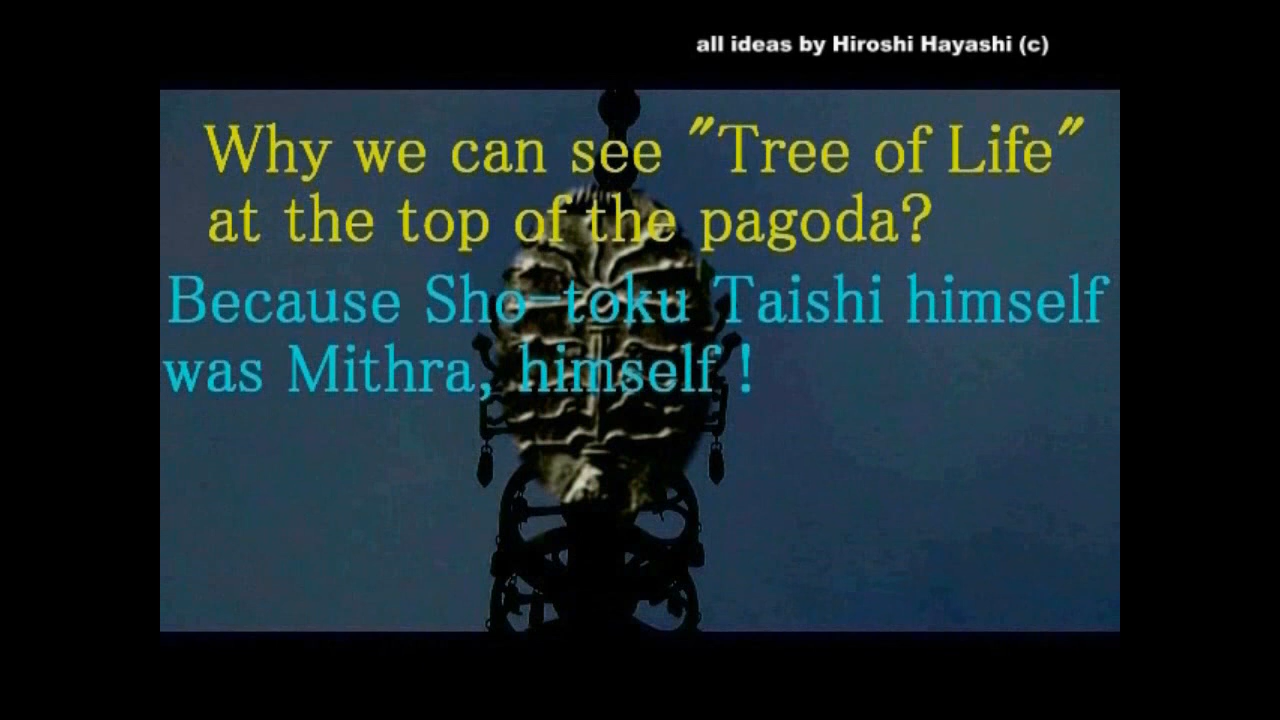 all ideas by Hiroshi Hayashi (c)
Why we can see "Tree of Life"
at the top of the pagoda?
Because Sho-toku Taishi himself
was Mithra, himself !